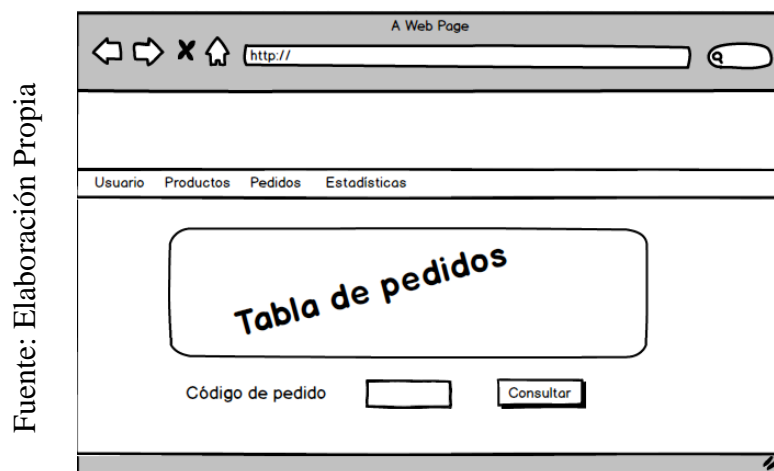 Fuente: Elaboración Propia
A Web Page
http://
Usuario Productos Pedidos Estadísticas
Tabla de pedidos
Código de pedido Consultar